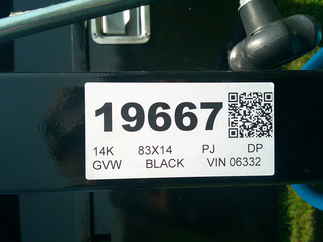 19667
14K 83X14 PJ DP
GVW BLACK VIN 06332